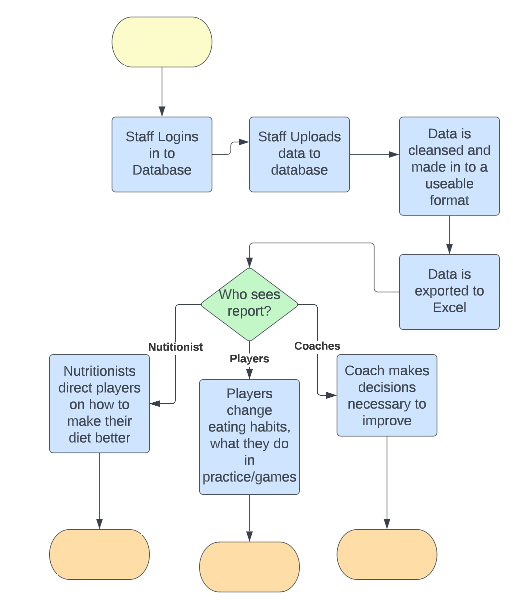 Staff Logins
in to
Database
Staff Uploads
data to
database
Data is
cleansed and
made in to a
useable
format
Data is
exported to
Excel
Who sees
report?
Nutitionist
Players
Coaches
Nutritionists
direct players
on how to
make their
diet better
Players
change
eating habits,
what they do
in
practice/games
Coach makes
decisions
necessary to
improve